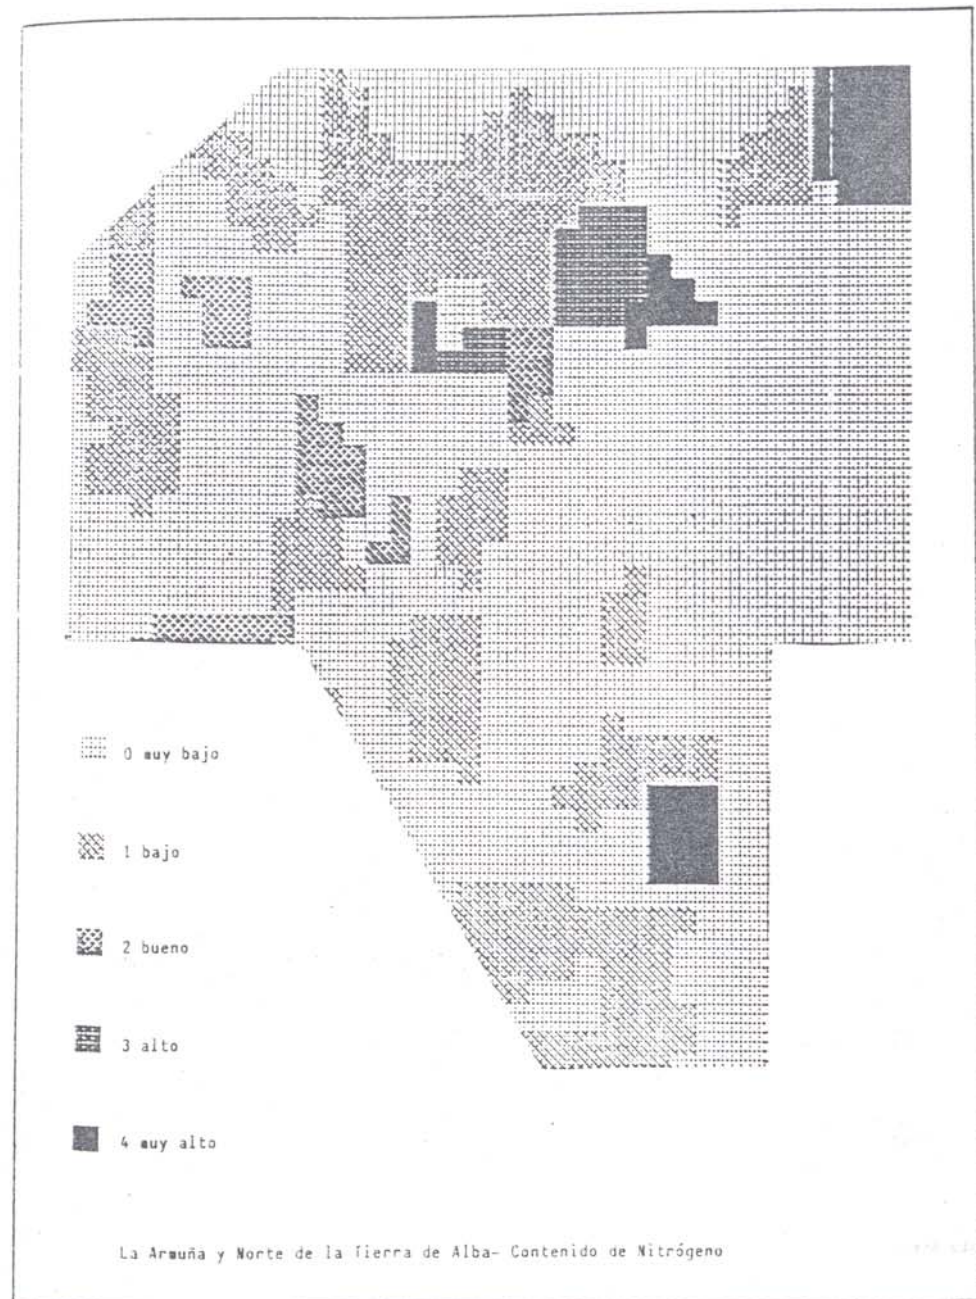 0 muy bajo
1 bajo
2 bueno
3 alto
4 muy alto
La Armuña y Norte de la Tierra de Alba- Contenido de Nitrógeno